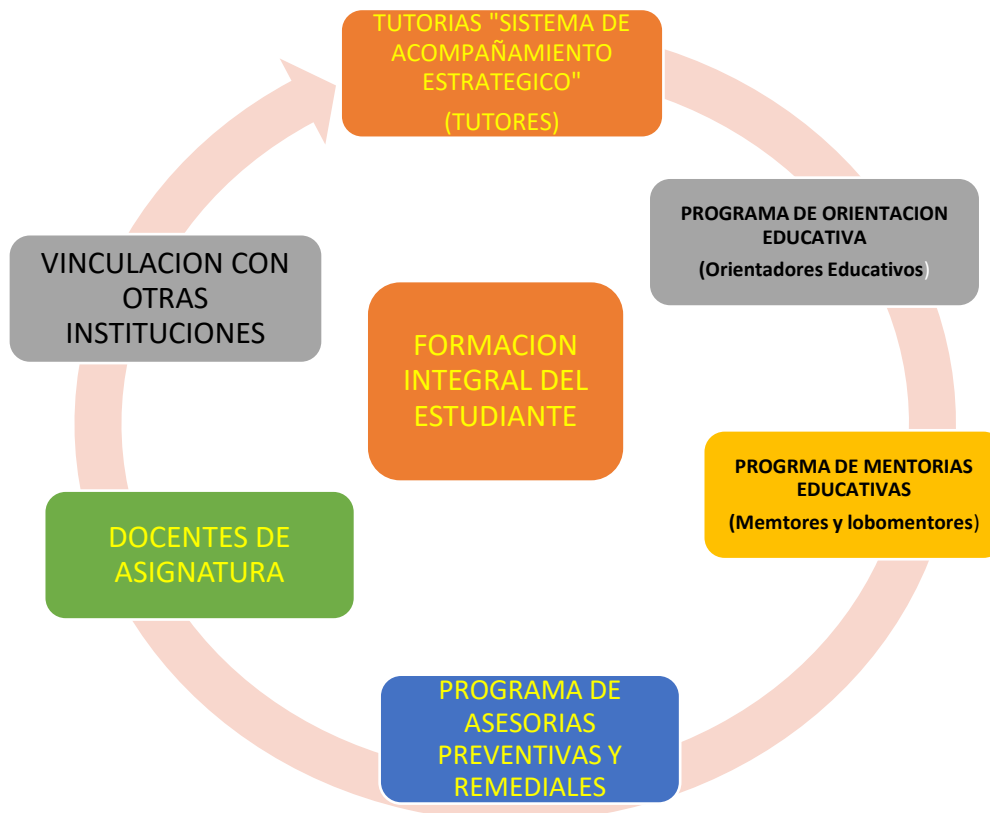 TUTORIAS "SISTEMA DE
ACOMPAÑAMIENTO
ESTRATEGICO"
(TUTORES)
PROGRAMA DE ORIENTACION
EDUCATIVA
(Orientadores Educativos)
VINCULACION CON
OTRAS
INSTITUCIONES
FORMACION
INTEGRAL DEL
ESTUDIANTE
PROGRMA DE MENTORIAS
EDUCATIVAS
(Memtores y lobomentores)
DOCENTES DE
ASIGNATURA
PROGRAMA DE
ASESORIAS
PREVENTIVAS Y
REMEDIALES